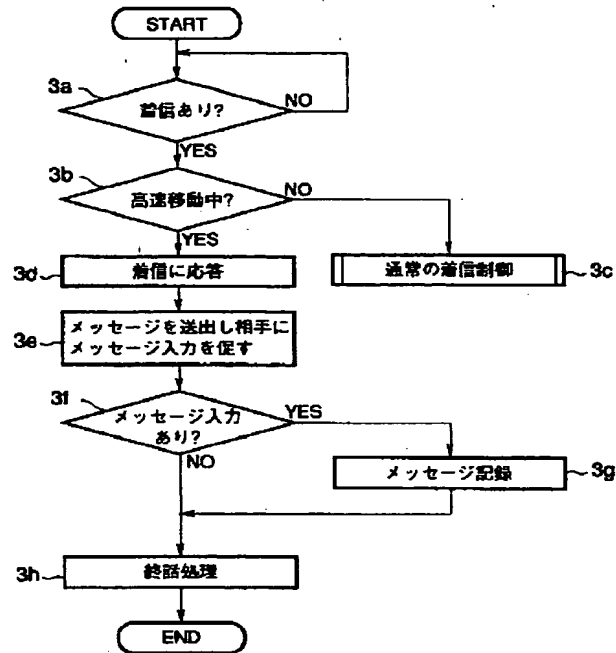 START
3a
着信あり?
NO
YES
3b
高速移動中?
NO
YES
3d
着信に応答
通常の着信制御
3c
3e
メッセージを送出し相手に
メッセージ入力を促す
3f
メッセージ入力
あり?
YES
NO
メッセージ記録
3g
3h
終話処理
END